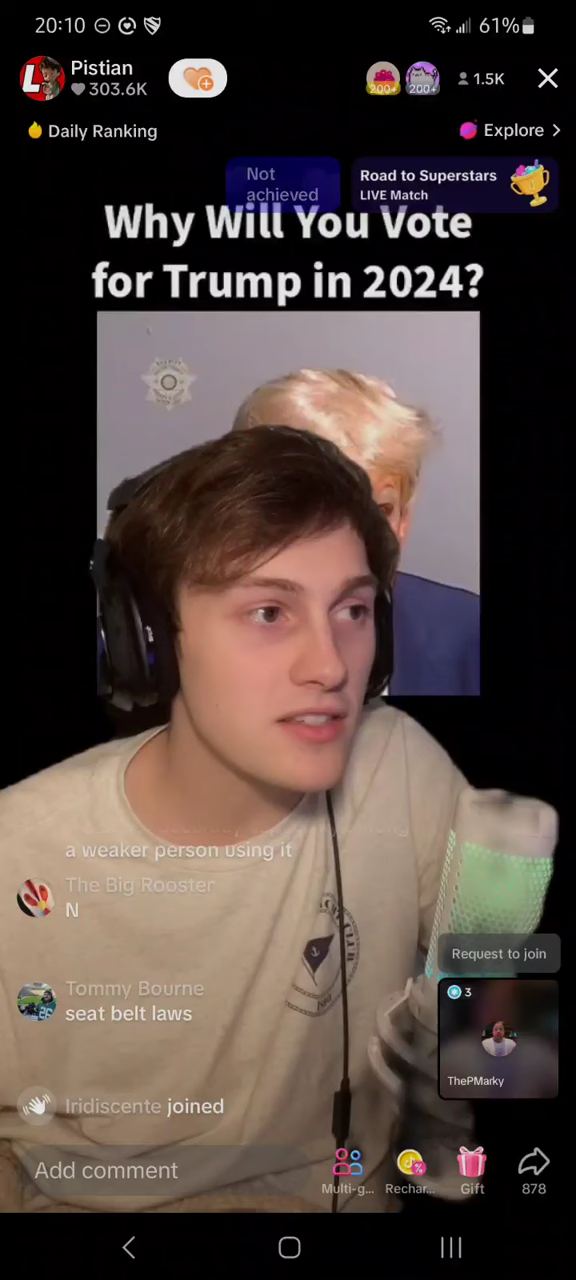 20:10
61%
Pistian
303.6K
200+
200+
1.5K
Daily Ranking
Explore >
Not
achieved
Road to Superstars
LIVE Match
Why Will You Vote
for Trump in 2024?
a weaker person using it
The Big Rooster
N
Request to join
Tommy Bourne
seat belt laws
3
ThePMarky
Iridiscente joined
Add comment
Multi-g...
Rechar...
Gift
878